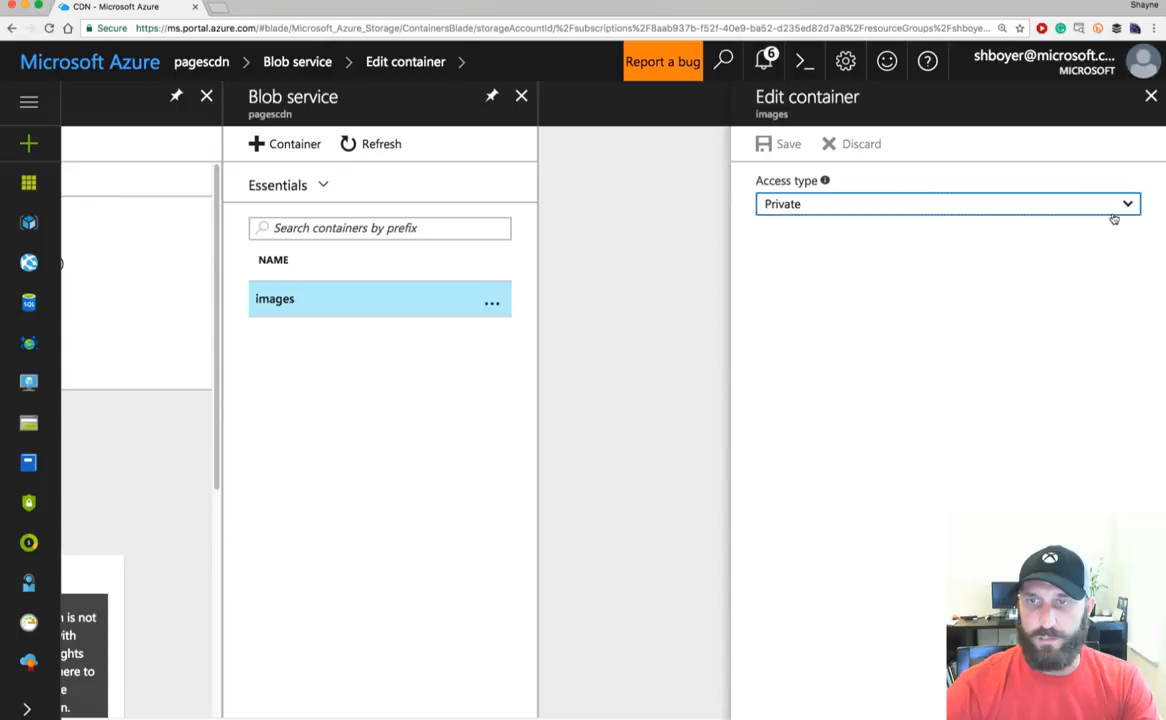 CDN - Microsoft Azure
Shayne
Secure
https://ms.portal.azure.com/#blade/Microsoft_Azure_Storage/ContainersBlade/storageAccountId/%2Fsubscriptions%2F8aab937b-f52f-40e9-ba52-d235ed82d7a8%2FresourceGroups%2Fshboye...
Microsoft Azure
pagescdn
Blob service
Edit container
Report a bug
6
shboyer@microsoft.c...
MICROSOFT
Blob service
pagescdn
Edit container
images
Container
Refresh
Save
Discard
Essentials
Access type
Private
Search containers by prefix
NAME
images
...
SQL
n is not
with
ghts
here to
e
n.